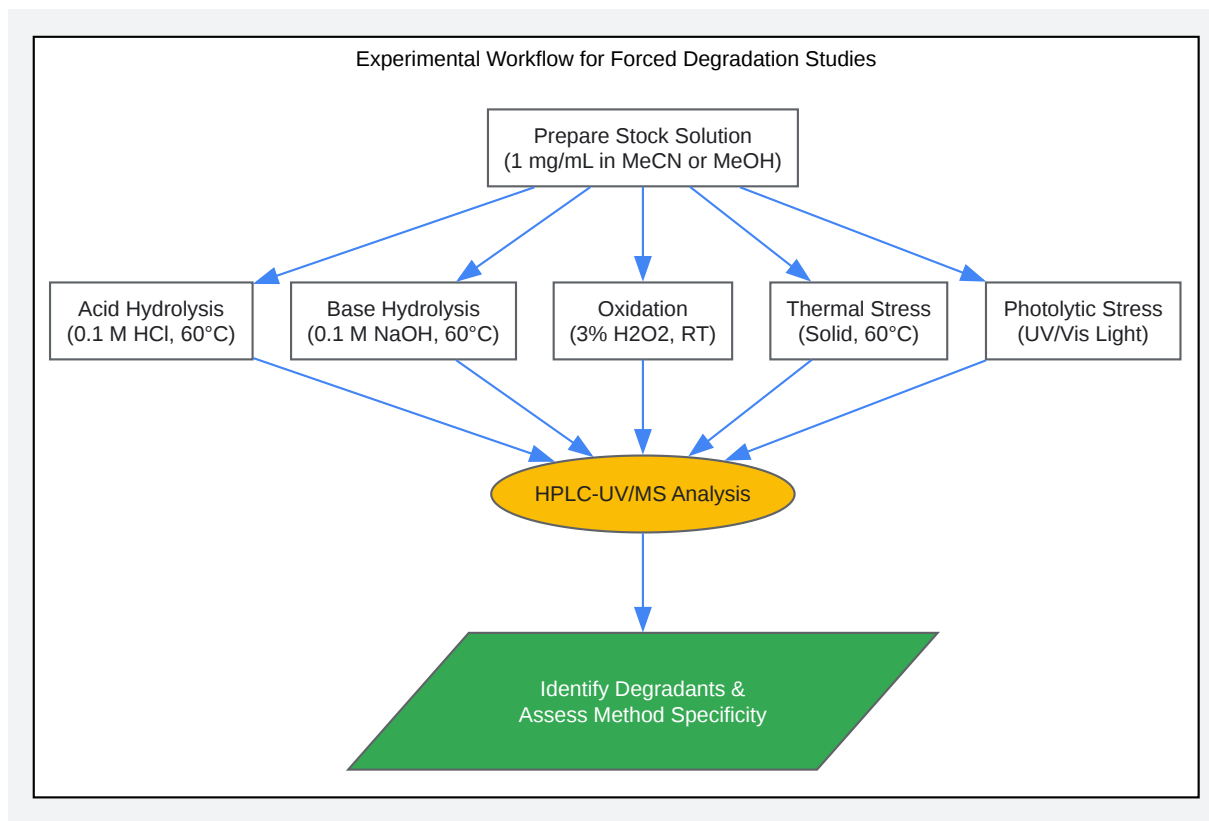 Experimental Workflow for Forced Degradation Studies
Prepare Stock Solution
(1 mg/mL in MeCN or MeOH)
Acid Hydrolysis
(0.1 M HCl, 60°C)
Base Hydrolysis
(0.1 M NaOH, 60°C)
Oxidation
(3% H2O2, RT)
Thermal Stress
(Solid, 60°C)
Photolytic Stress
(UV/Vis Light)
HPLC-UV/MS Analysis
Identify Degradants &
Assess Method Specificity